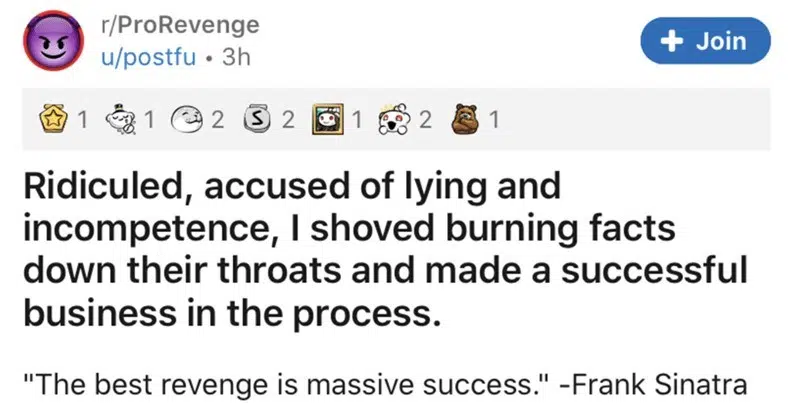 r/ProRevenge
u/postfu • 3h
+ Join
1 1 2 S 2 1 2 1
Ridiculed, accused of lying and
incompetence, I shoved burning facts
down their throats and made a successful
business in the process.
"The best revenge is massive success." -Frank Sinatra